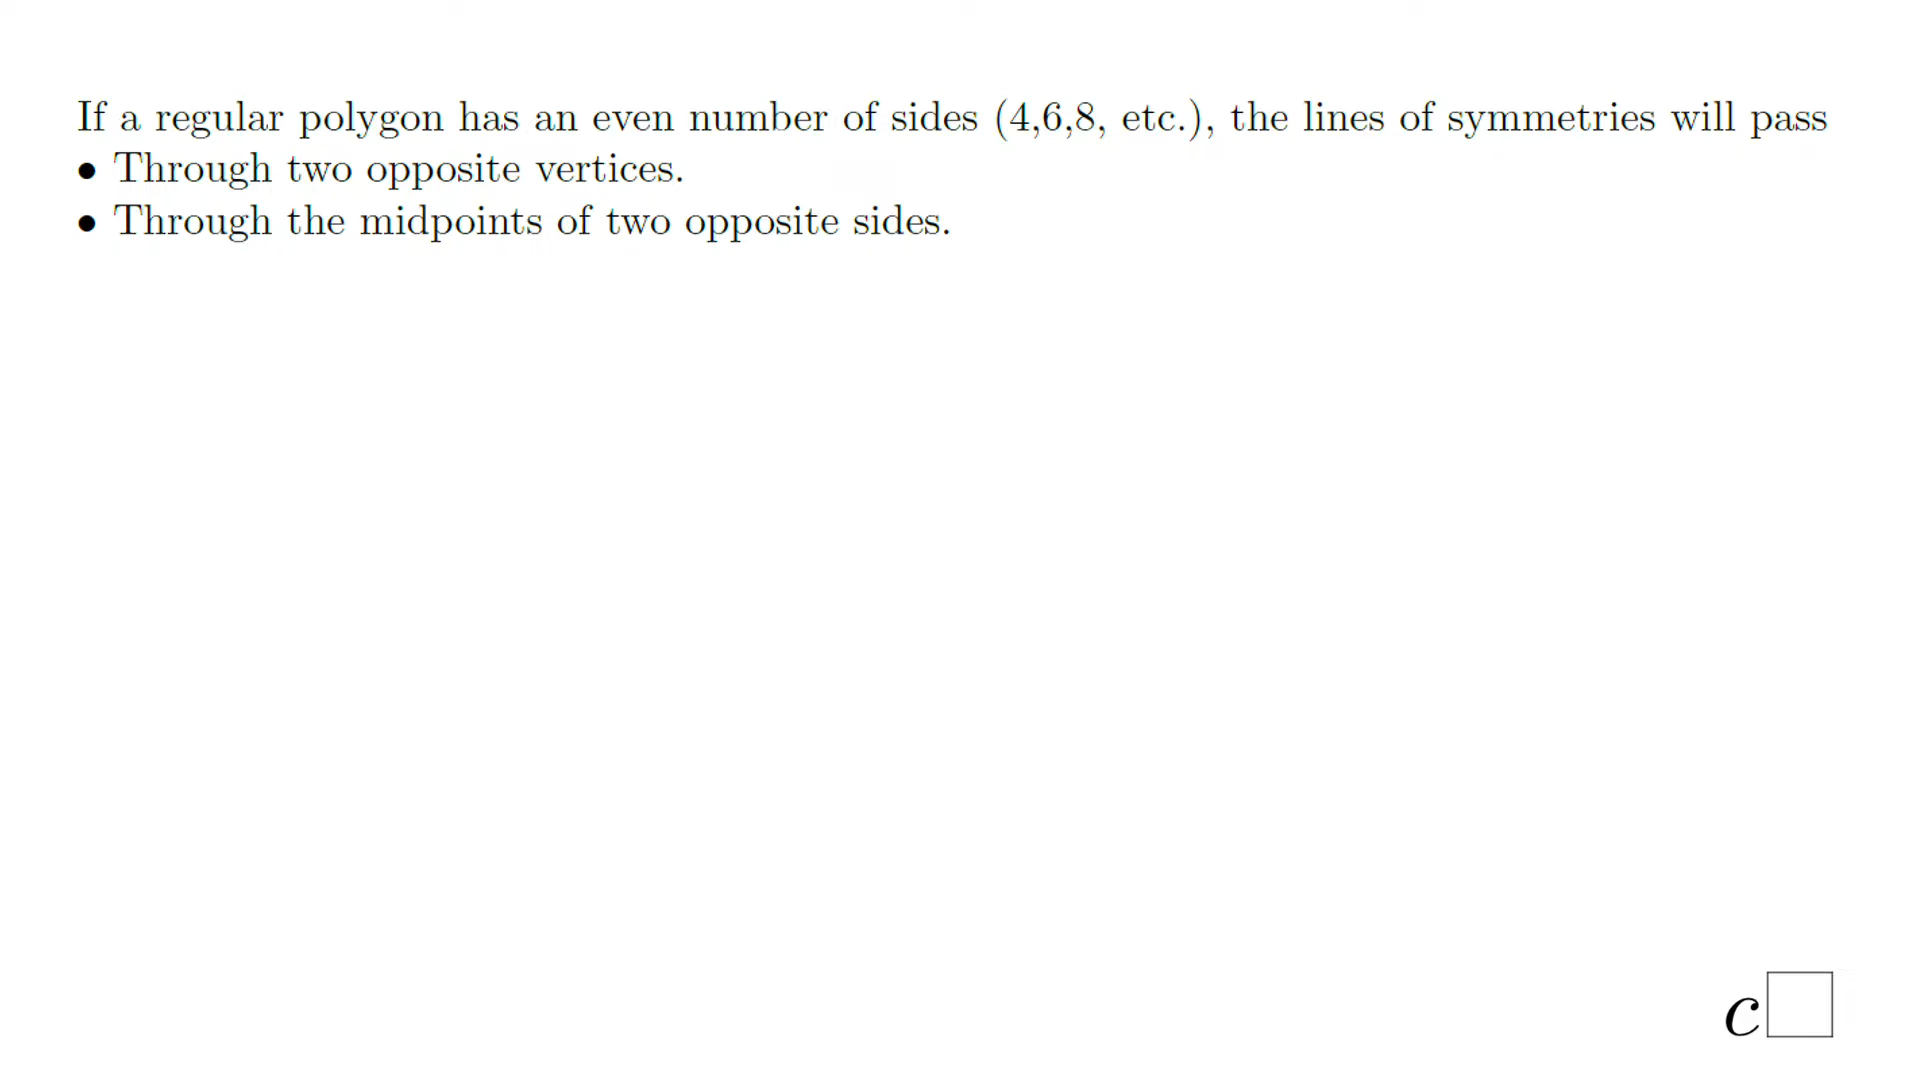 If a regular polygon has an even number of sides (4,6,8, etc.), the lines of symmetries will pass
• Through two opposite vertices.
• Through the midpoints of two opposite sides.
c